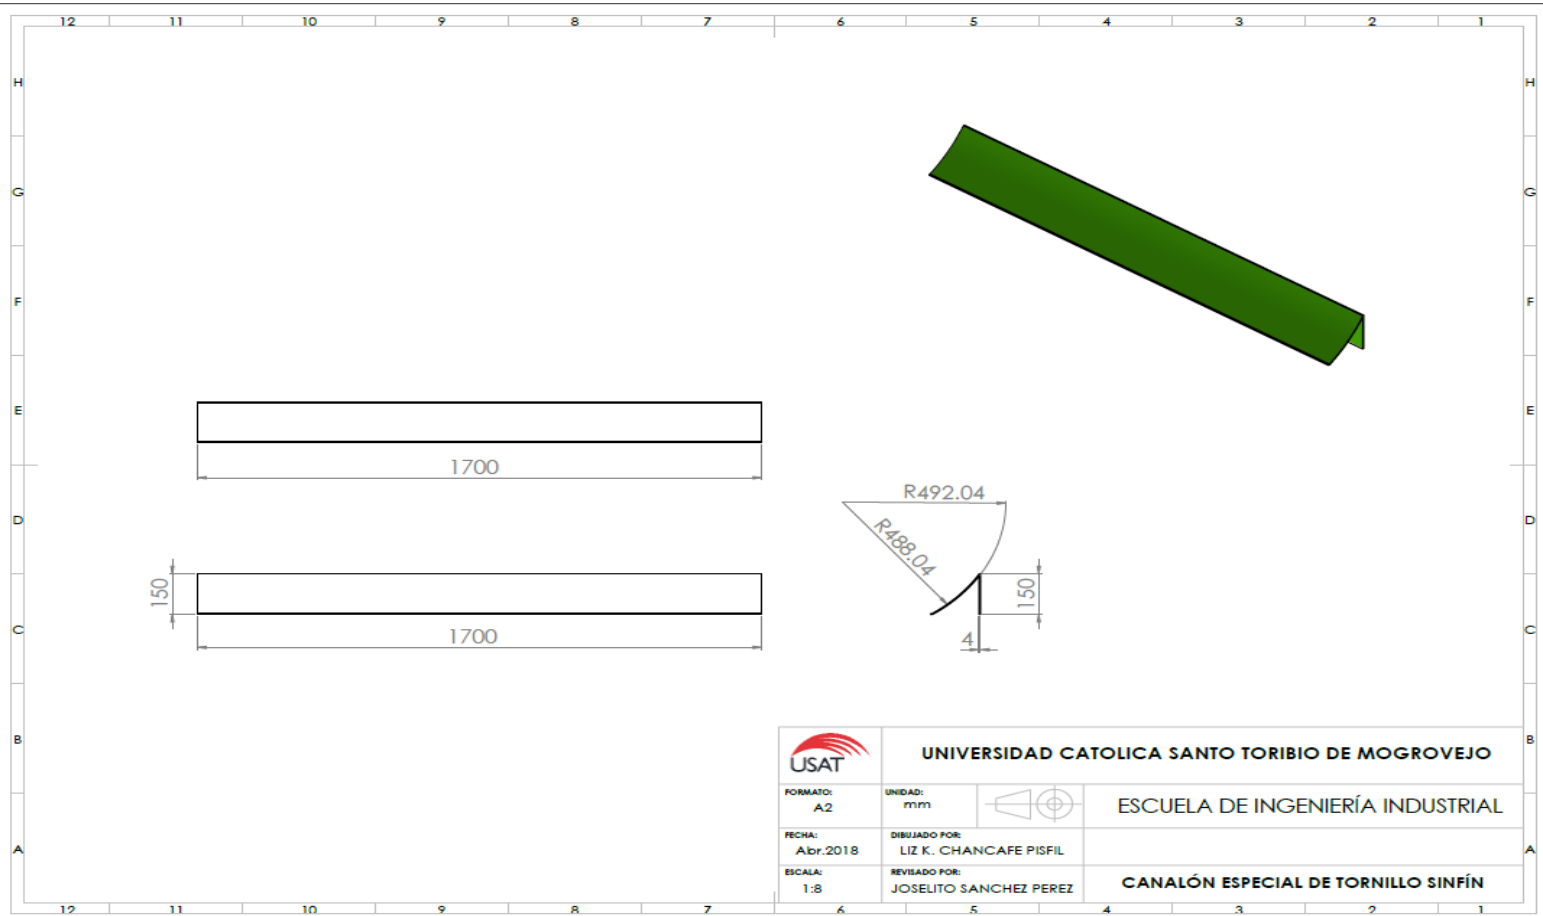 12 11 10 9 8 7 6 5 4 3 2 1
H H
G G
F F
E E
1700
R492.04
D D
R488.04
150
150
C C
1700
4
B B
USAT
UNIVERSIDAD CATOLICA SANTO TORIBIO DE MOGROVEJO
FORMATO:
A2
UNIDAD:
mm
ESCUELA DE INGENIERÍA INDUSTRIAL
FECHA:
Abr.2018
DIBUJADO POR:
LIZ K. CHANCAFE PISFIL
A A
ESCALA:
1:8
REVISADO POR:
JOSELITO SANCHEZ PEREZ
CANALÓN ESPECIAL DE TORNILLO SINFÍN
12 11 10 9 8 7 6 5 4 3 2 1